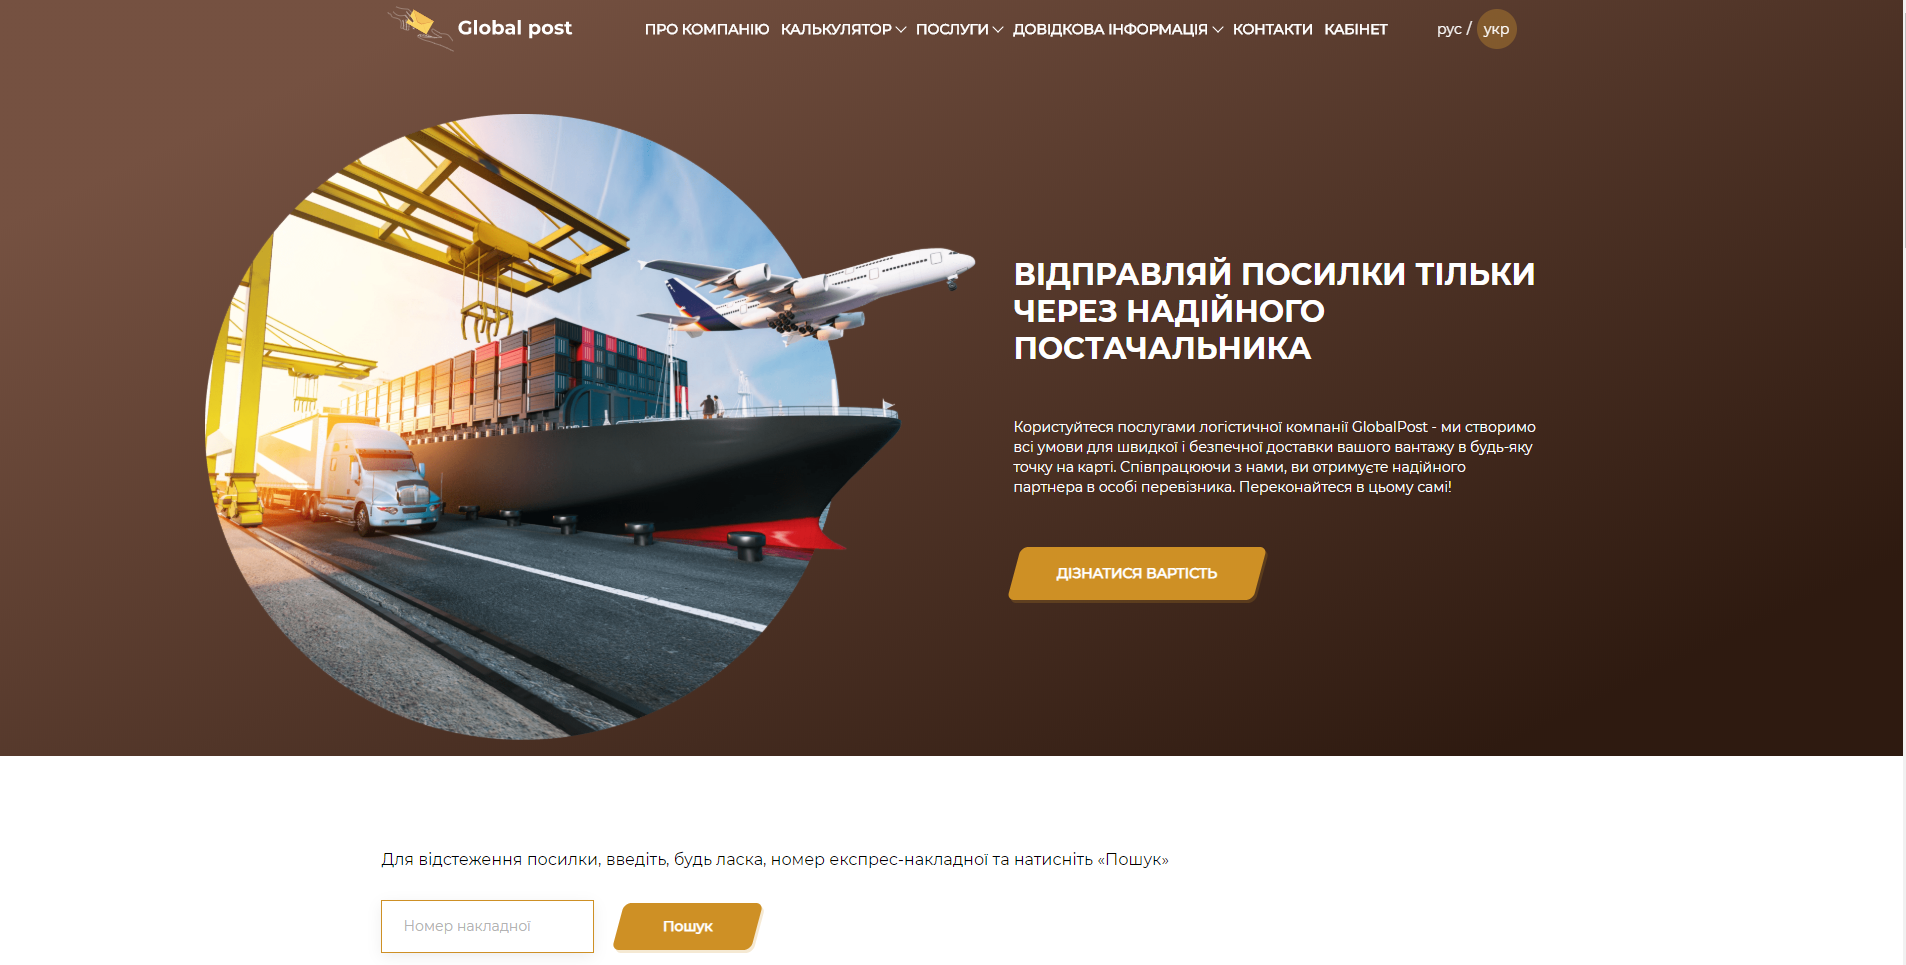 Global post
ПРО КОМПАНІЮ КАЛЬКУЛЯТОР ПОСЛУГИ ДОВІДКОВА ІНФОРМАЦІЯ КОНТАКТИ КАБІНЕТ рус / укр
ВІДПРАВЛЯЙ ПОСИЛКИ ТІЛЬКИ
ЧЕРЕЗ НАДІЙНОГО
ПОСТАЧАЛЬНИКА
Користуйтеся послугами логістичної компанії GlobalPost - ми створимо
всі умови для швидкої і безпечної доставки вашого вантажу в будь-яку
точку на карті. Співпрацюючи з нами, ви отримуєте надійного
партнера в особі перевізника. Переконайтеся в цьому самі!
ДІЗНАТИСЯ ВАРТІСТЬ
Для відстеження посилки, введіть, будь ласка, номер експрес-накладної та натисніть «Пошук»
Номер накладної
Пошук